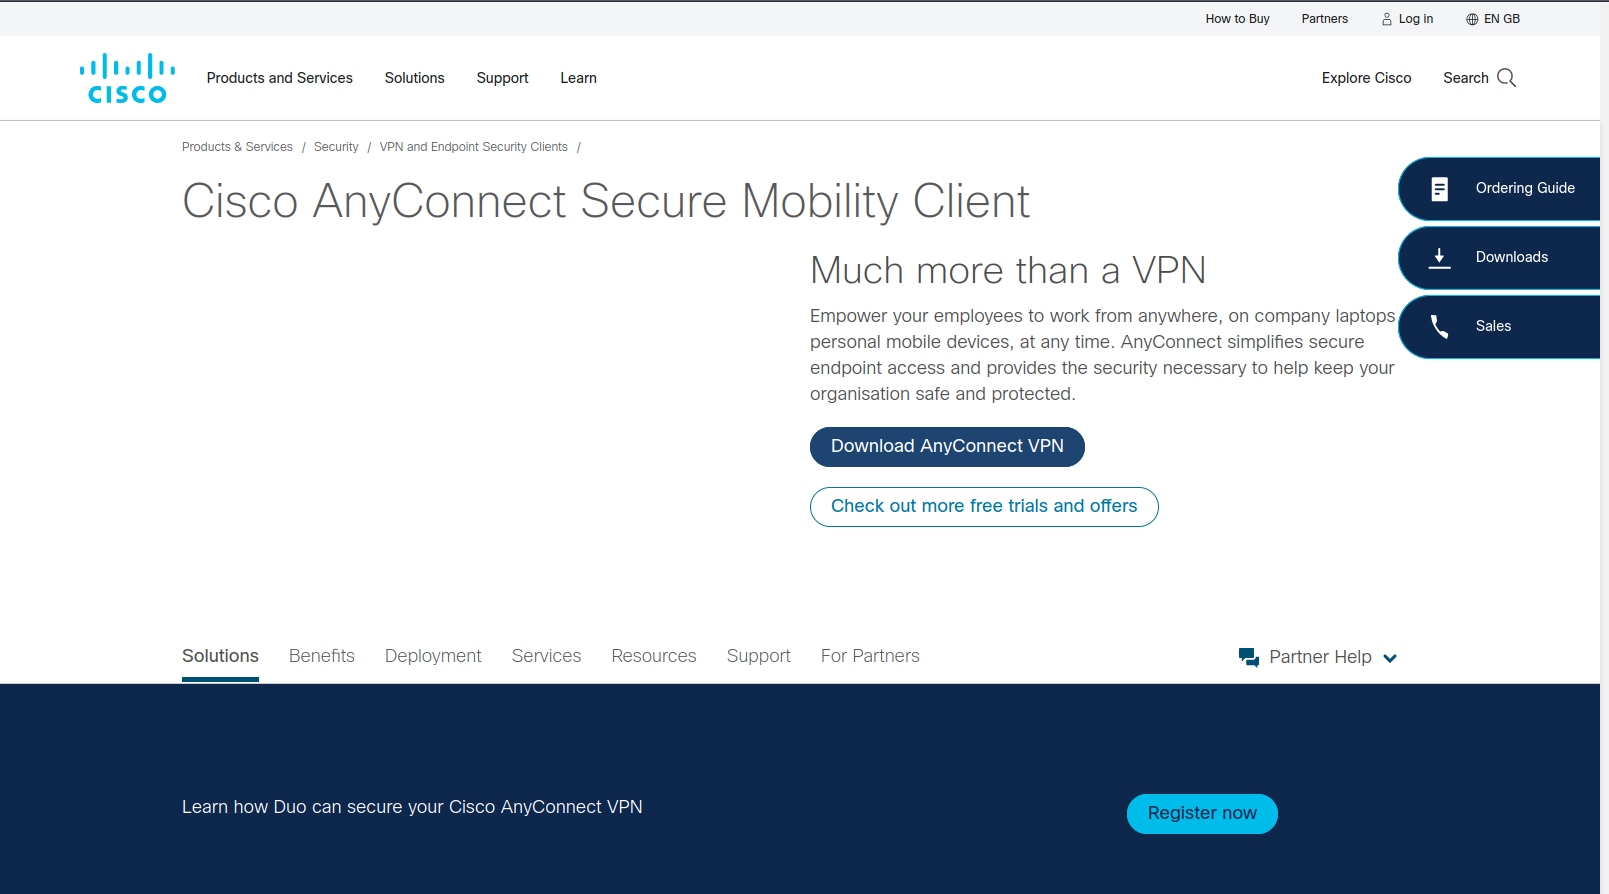 How to Buy Partners Log in EN GB
CISCO
Products and Services Solutions Support Learn Explore Cisco Search
Products & Services / Security / VPN and Endpoint Security Clients /
Cisco AnyConnect Secure Mobility Client
Ordering Guide
Downloads
Sales
Much more than a VPN
Empower your employees to work from anywhere, on company laptops
personal mobile devices, at any time. AnyConnect simplifies secure
endpoint access and provides the security necessary to help keep your
organisation safe and protected.
Download AnyConnect VPN
Check out more free trials and offers
Solutions Benefits Deployment Services Resources Support For Partners Partner Help
Learn how Duo can secure your Cisco AnyConnect VPN
Register now